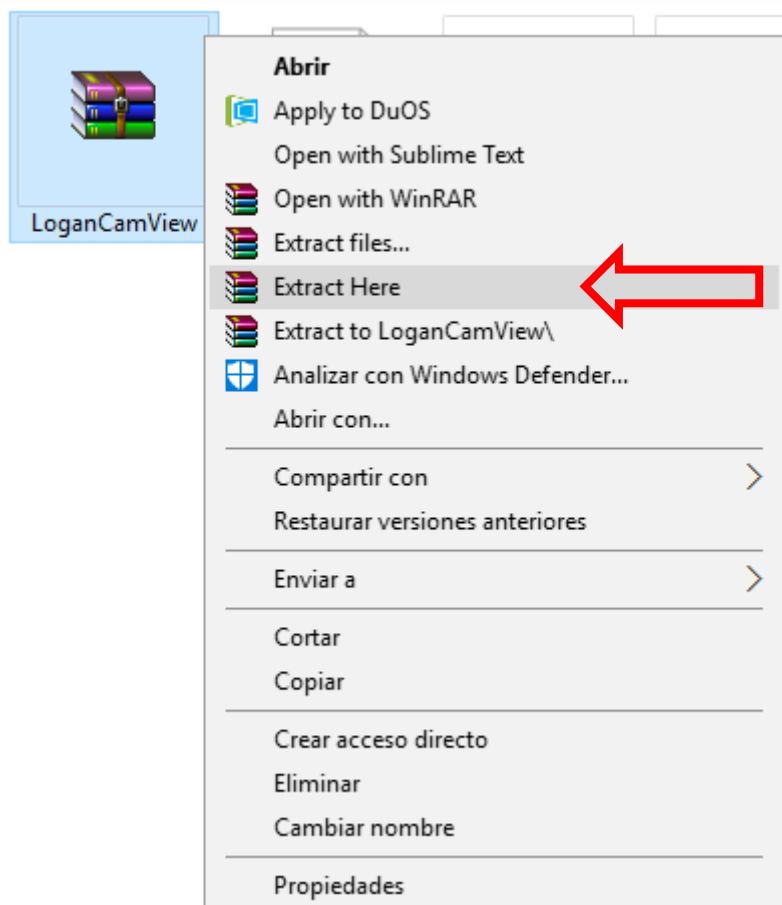 LoganCamView
Abrir
Apply to DuOS
Open with Sublime Text
Open with WinRAR
Extract files...
Extract Here
Extract to LoganCamView\
Analizar con Windows Defender...
Abrir con...
Compartir con
Restaurar versiones anteriores
Enviar a
Cortar
Copiar
Crear acceso directo
Eliminar
Cambiar nombre
Propiedades